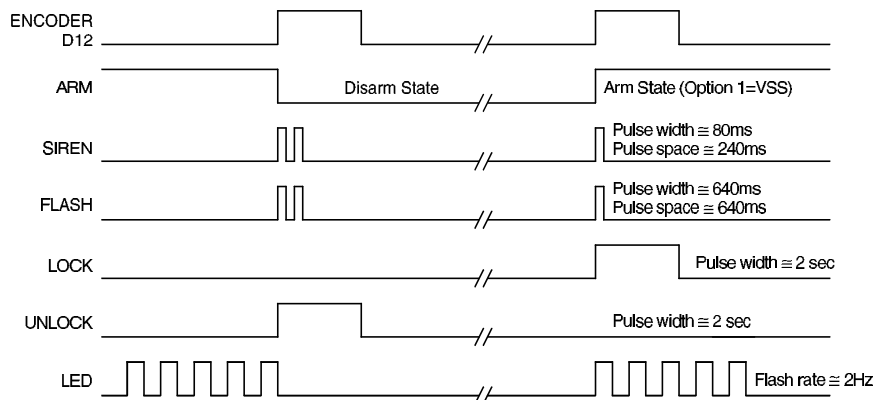 ENCODER
D12
ARM
Disarm State
Arm State (Option 1=VSS)
SIREN
Pulse width ≅ 80ms
Pulse space ≅ 240ms
FLASH
Pulse width ≅ 640ms
Pulse space ≅ 640ms
LOCK
Pulse width ≅ 2 sec
UNLOCK
Pulse width ≅ 2 sec
LED
Flash rate ≅ 2Hz